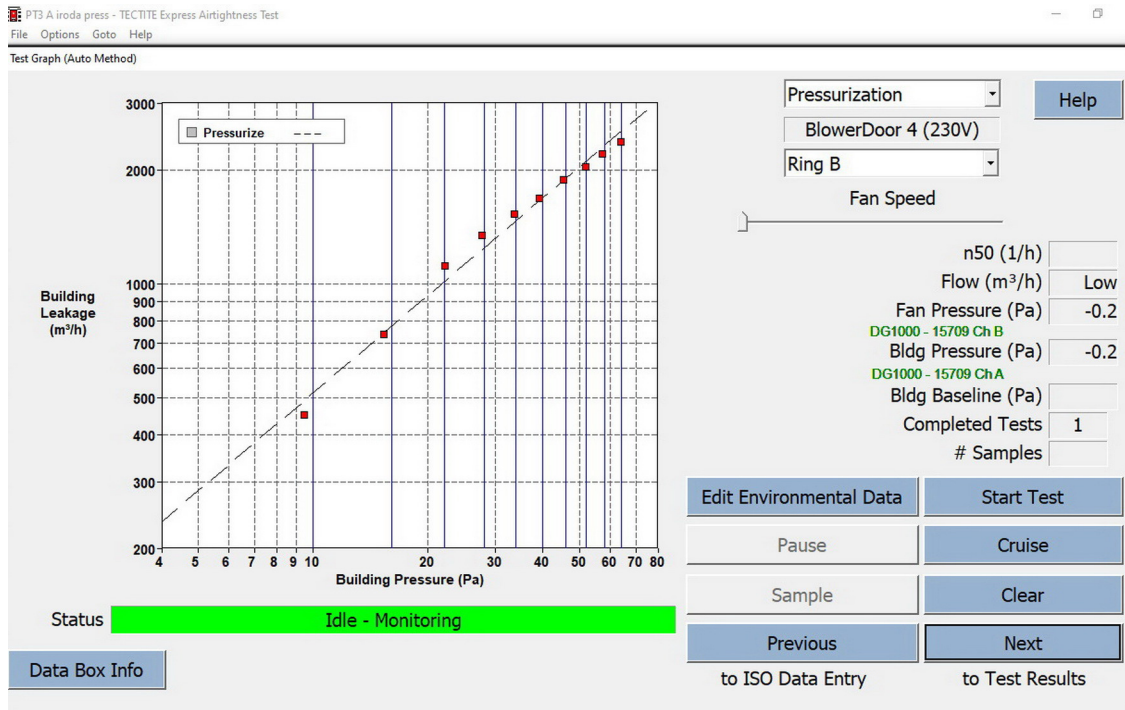 PT3 A iroda press - TECTITE Express Airtightness Test
File Options Goto Help
Test Graph (Auto Method)
3000
2000
1000
900
800
700
600
500
400
300
200
Pressurize
Building
Leakage
(m³/h)
4 5 6 7 8 9 10 20 30 40 50 60 70 80
Building Pressure (Pa)
Status Idle - Monitoring
Data Box Info
Pressurization
Help
BlowerDoor 4 (230V)
Ring B
Fan Speed
n50 (1/h)
Flow (m³/h) Low
Fan Pressure (Pa) -0.2
DG1000 - 15709 Ch B
Bldg Pressure (Pa) -0.2
DG1000 - 15709 Ch A
Bldg Baseline (Pa)
Completed Tests 1
# Samples
Edit Environmental Data Start Test
Pause Cruise
Sample Clear
Previous Next
to ISO Data Entry to Test Results